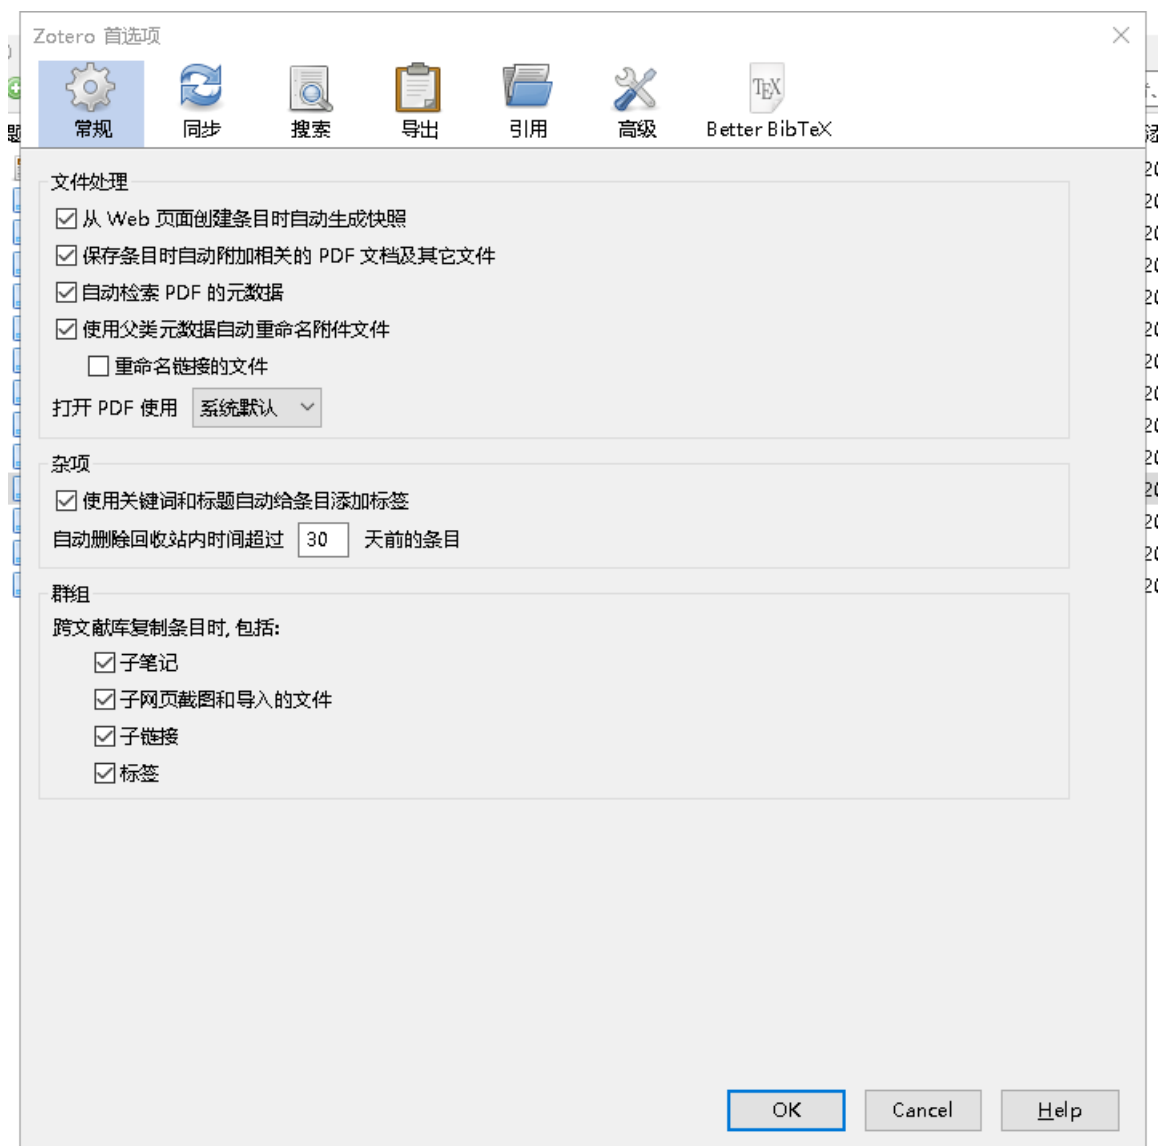 Zotero 首选项
常规 同步 搜索 导出 引用 高级 TEX Better BibTeX
文件处理
从 Web 页面创建条目时自动生成快照
保存条目时自动附加相关的 PDF 文档及其它文件
自动检索 PDF 的元数据
使用父类元数据自动重命名附件文件
重命名链接的文件
打开 PDF 使用 系统默认
杂项
使用关键词和标题自动给条目添加标签
自动删除回收站内时间超过 30 天前的条目
群组
跨文献库复制条目时, 包括:
子笔记
子网页截图和导入的文件
子链接
标签
OK Cancel Help